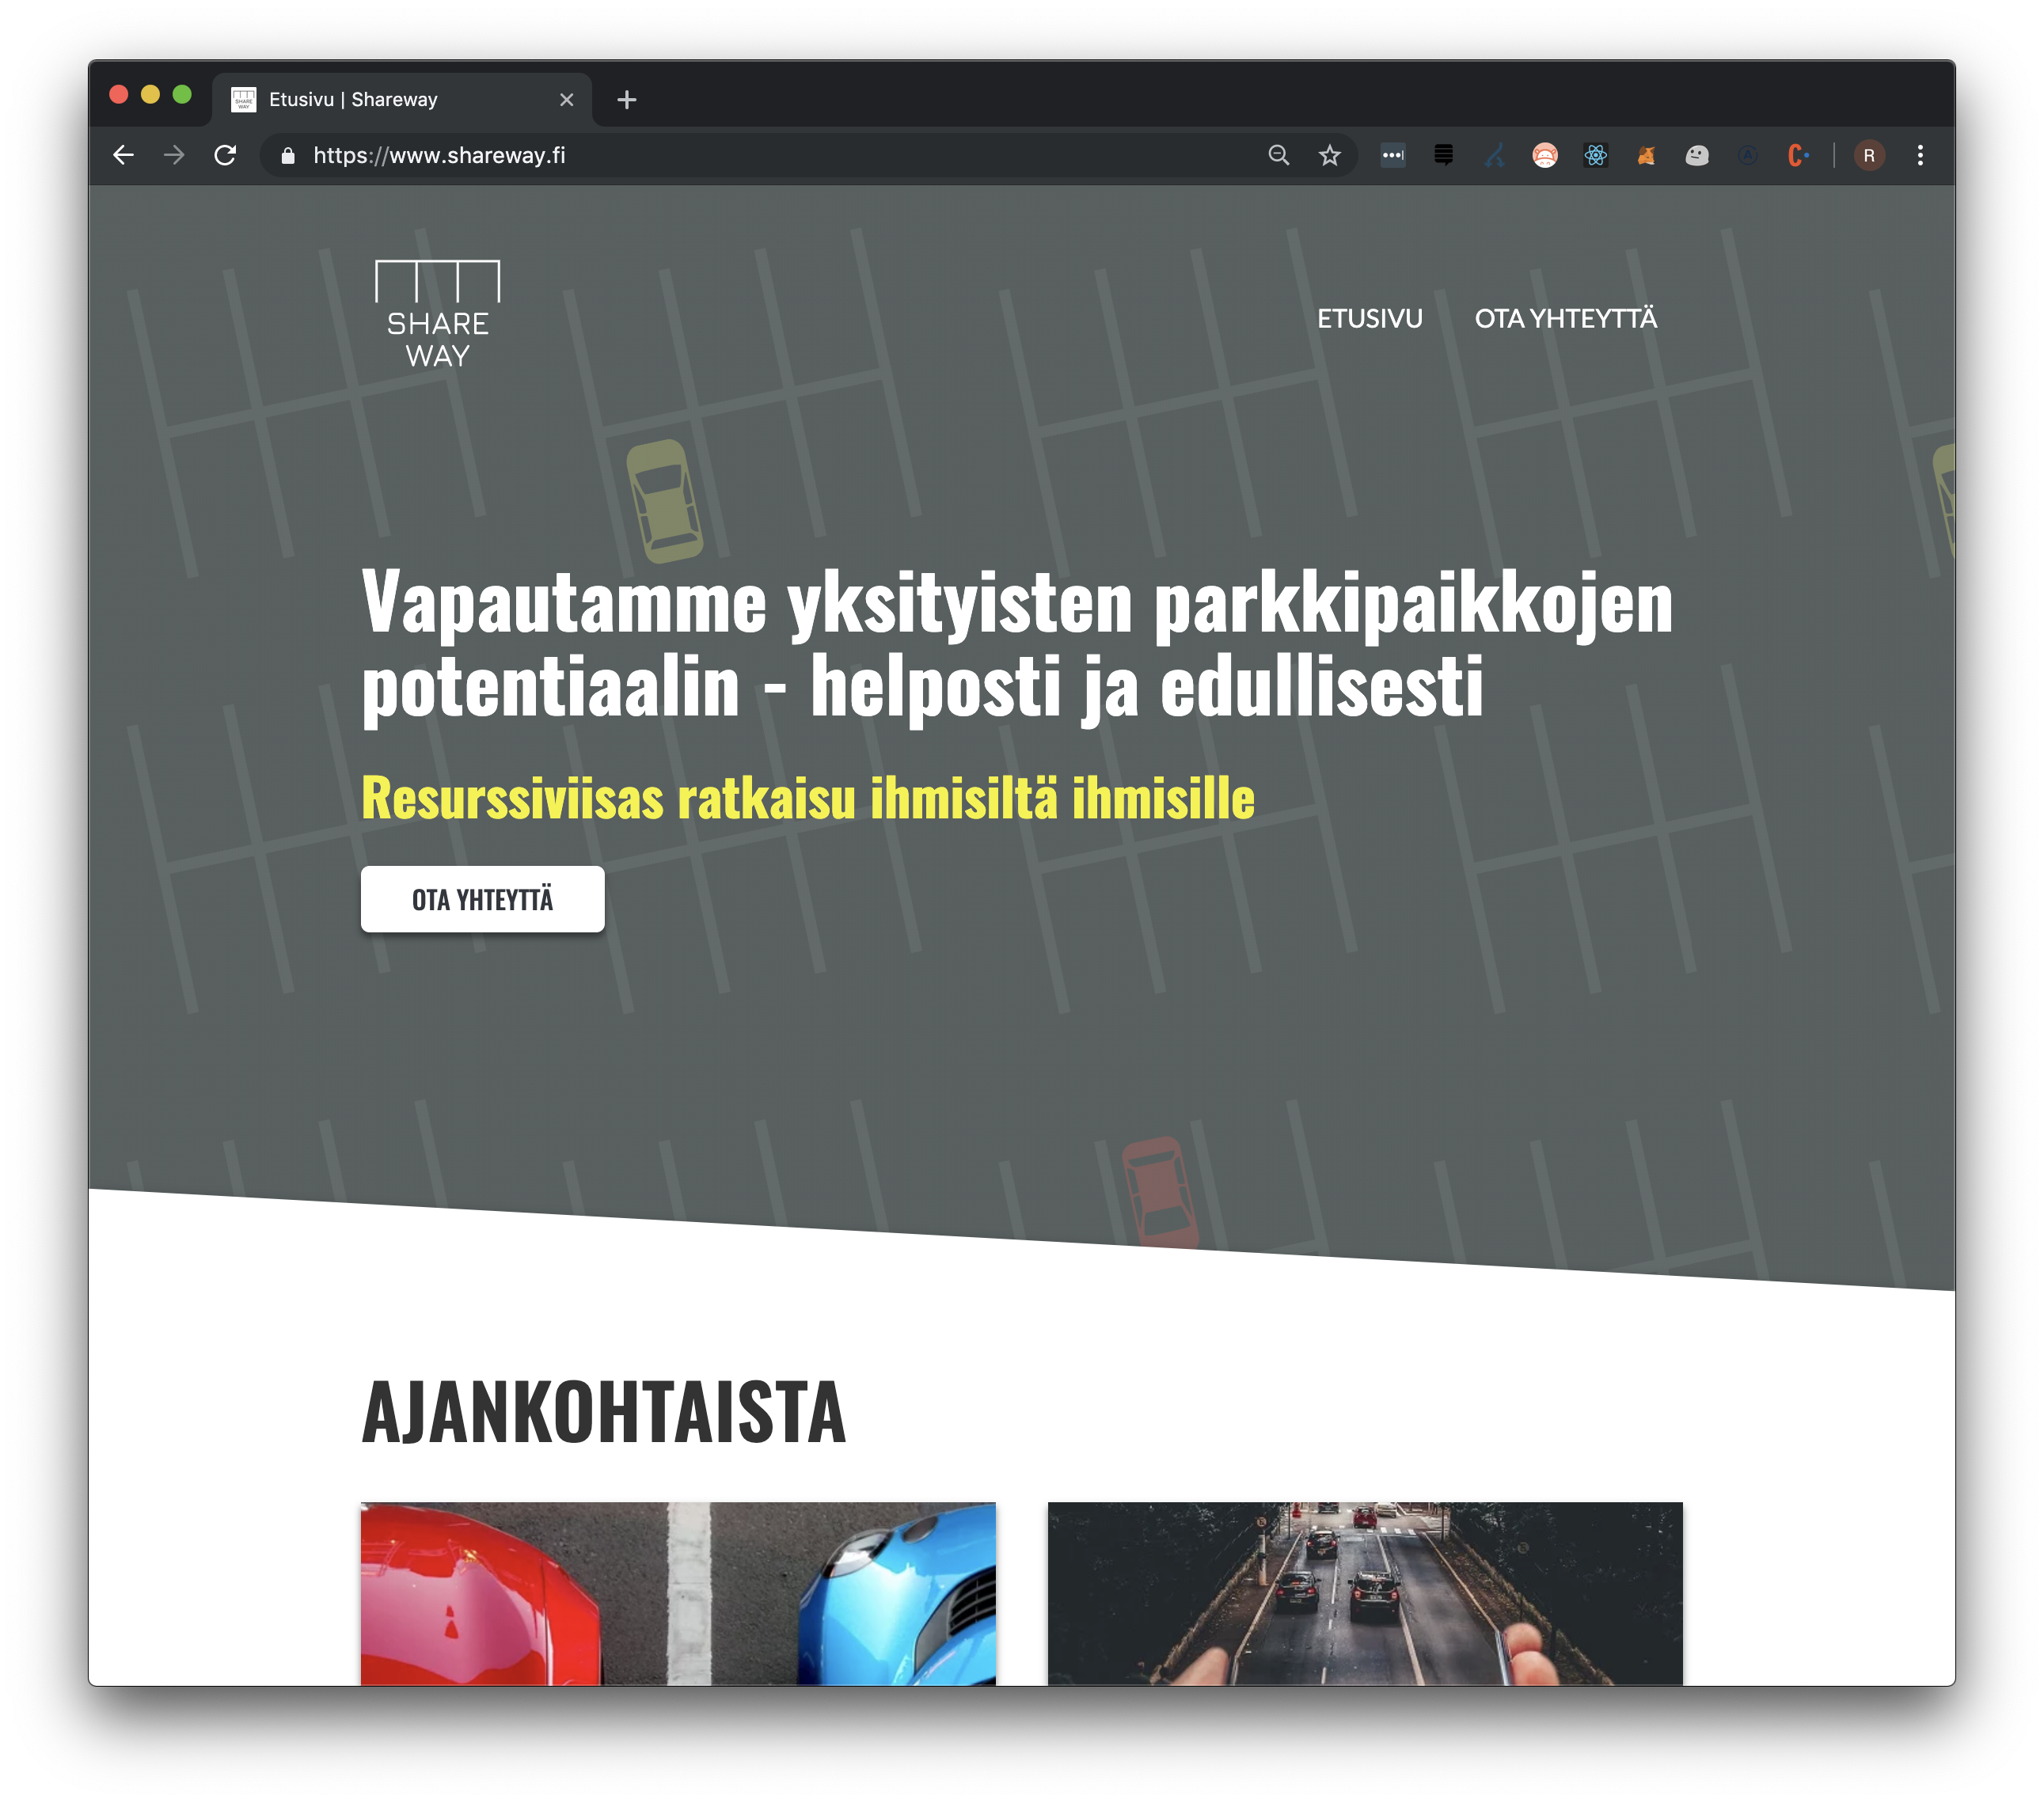 Etusivu | Shareway
https://www.shareway.fi
R
SHARE
WAY
ETUSIVU
OTA YHTEYTTÄ
Vapautamme yksityisten parkkipaikkojen
potentiaalin - helposti ja edullisesti
Resurssiviisas ratkaisu ihmisiltä ihmisille
OTA YHTEYTTÄ
AJANKOHTAISTA